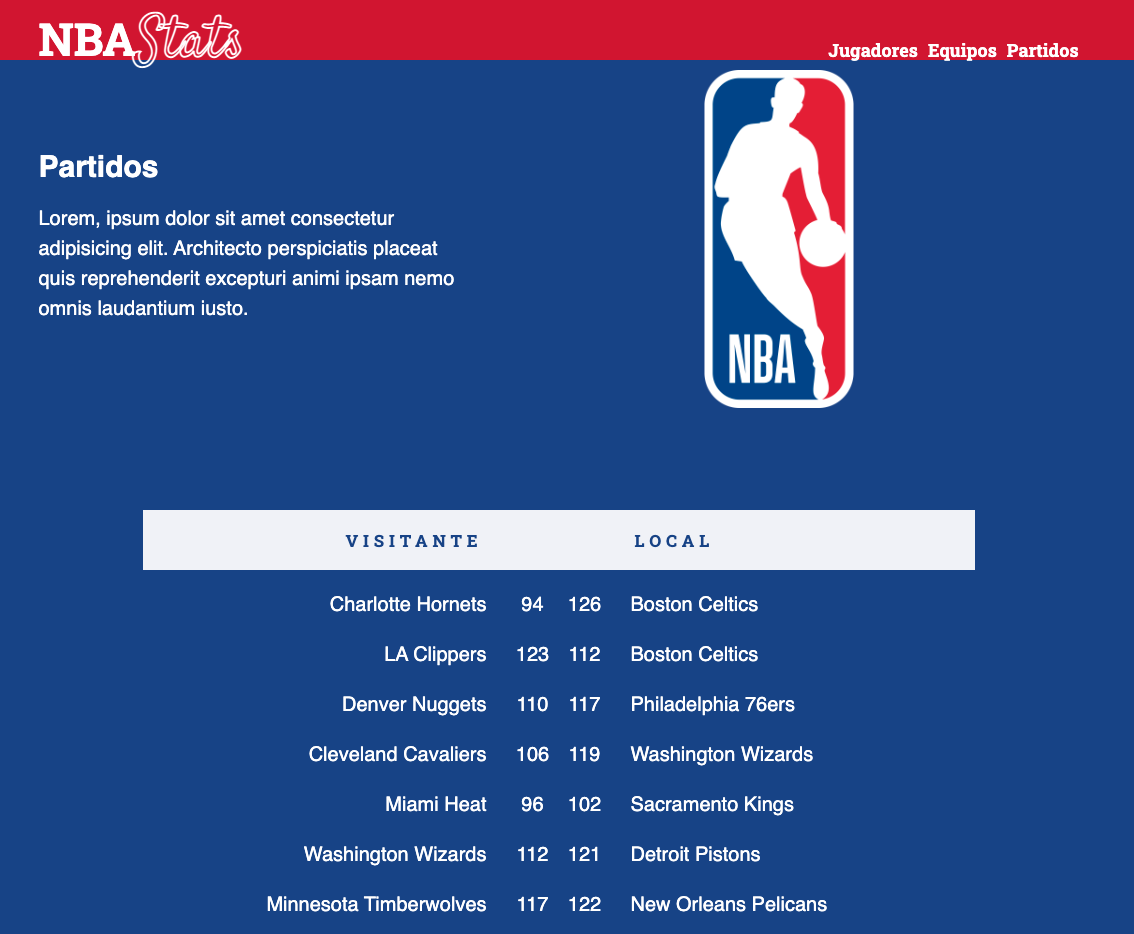 NBA Stats
Jugadores Equipos Partidos
Partidos
Lorem, ipsum dolor sit amet consectetur
adipisicing elit. Architecto perspiciatis placeat
quis reprehenderit excepturi animi ipsam nemo
omnis laudantium iusto.
NBA
VISITANTE LOCAL
Charlotte Hornets 94 126 Boston Celtics
LA Clippers 123 112 Boston Celtics
Denver Nuggets 110 117 Philadelphia 76ers
Cleveland Cavaliers 106 119 Washington Wizards
Miami Heat 96 102 Sacramento Kings
Washington Wizards 112 121 Detroit Pistons
Minnesota Timberwolves 117 122 New Orleans Pelicans